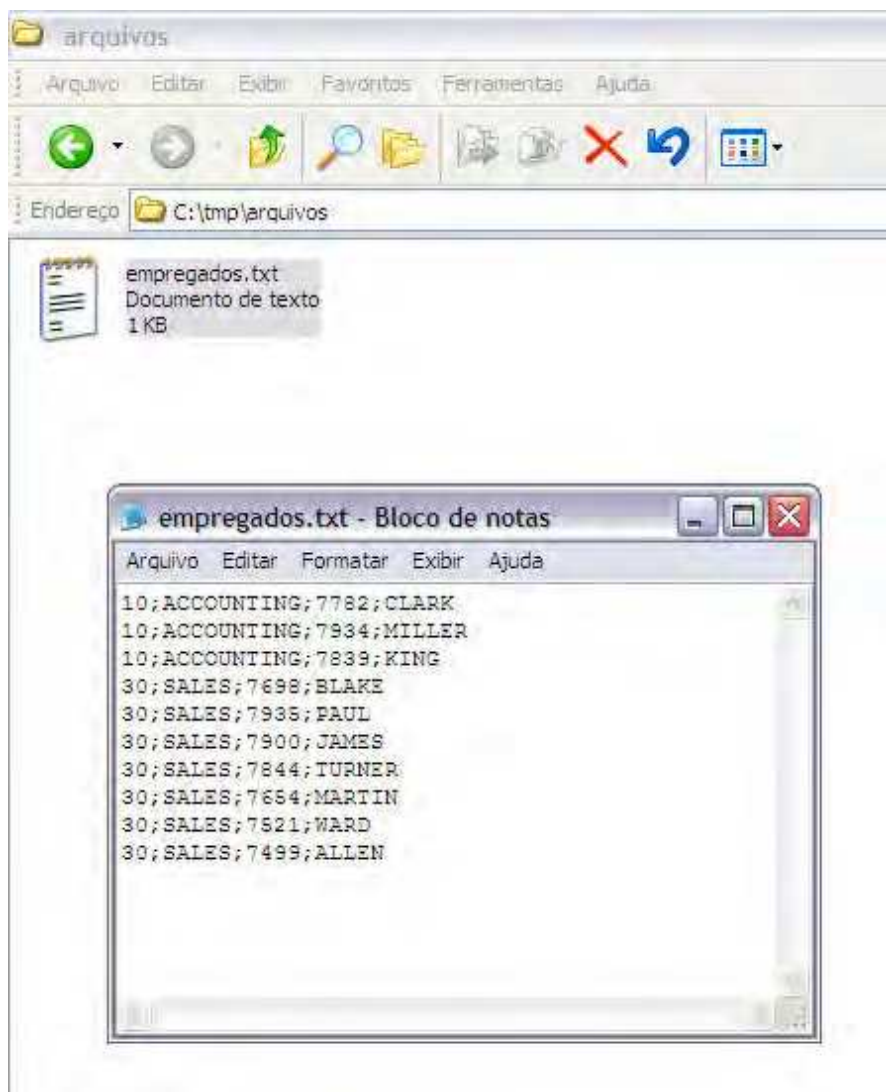 arquivos
Arquivo Editar Exibir Favoritos Ferramentas Ajuda
Endereço C:\tmp\arquivos
empregados.txt
Documento de texto
1 KB
empregados.txt - Bloco de notas
Arquivo Editar Formatar Exibir Ajuda
10;ACCOUNTING;7782;CLARK
10;ACCOUNTING;7934;MILLER
10;ACCOUNTING;7839;KING
30;SALES;7698;BLAKE
30;SALES;7935;PAUL
30;SALES;7900;JAMES
30;SALES;7844;TURNER
30;SALES;7654;MARTIN
30;SALES;7521;WARD
30;SALES;7499;ALLEN